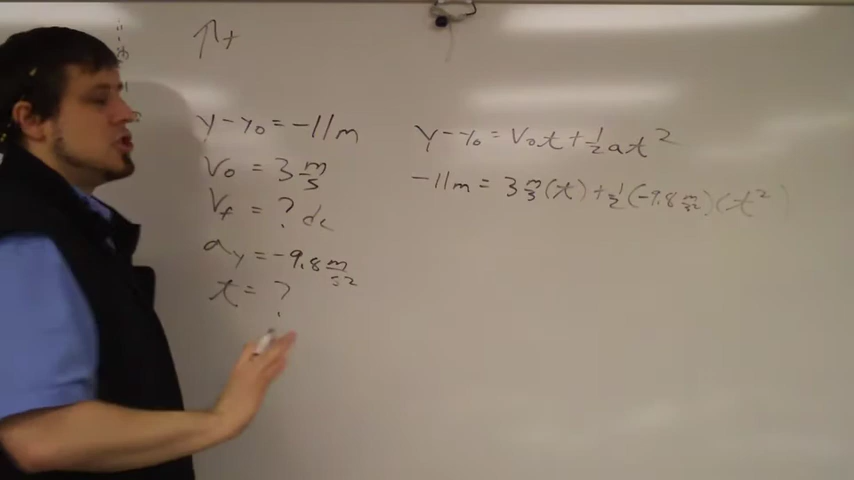 ↑+
y-y₀ = -11m
V₀ = 3 m/s
V_f = ? dc
a_y = -9.8 m/s²
t = ?
y-y₀ = V₀t + ½at²
-11m = 3 m/s (t) + ½(-9.8 m/s²)(t²)